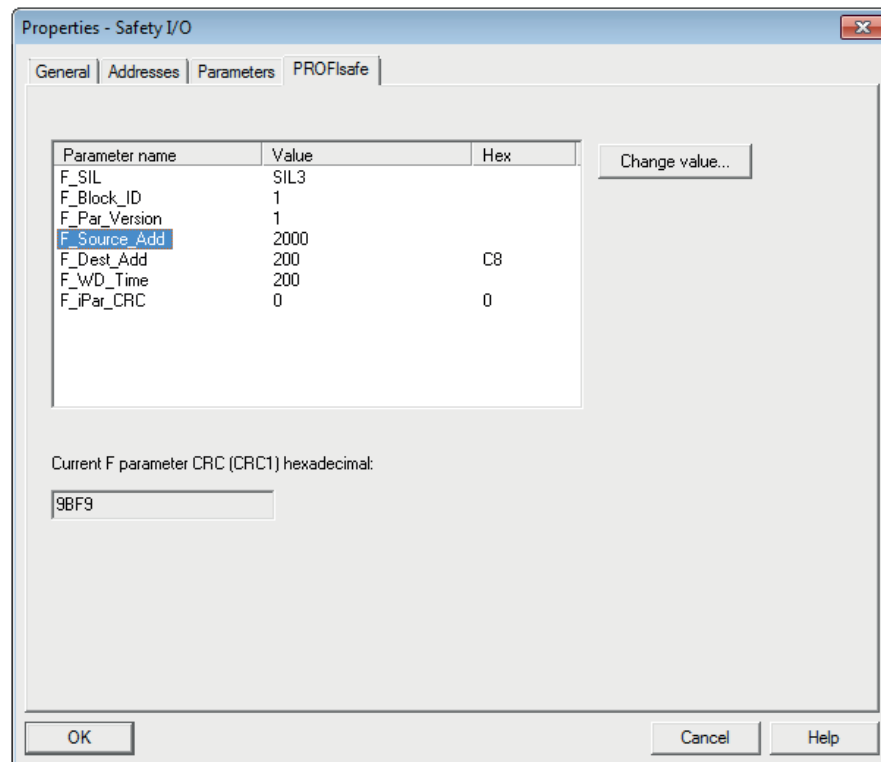 Properties - Safety I/O
General Addresses Parameters PROFIsafe
Parameter name Value Hex
F_SIL SIL3
F_Block_ID 1
F_Par_Version 1
F_Source_Add 2000
F_Dest_Add 200 C8
F_WD_Time 200
F_iPar_CRC 0 0
Change value...
Current F parameter CRC (CRC1) hexadecimal:
9BF9
OK Cancel Help